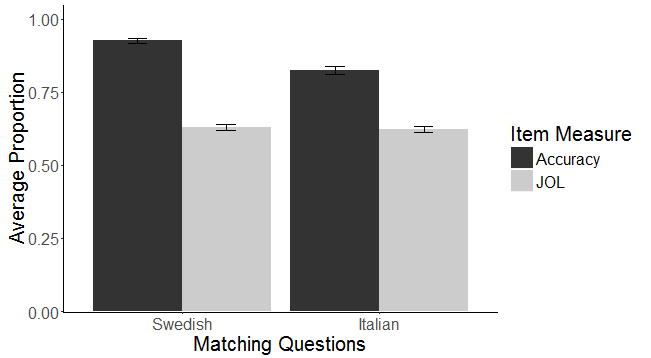 1.00
0.75
0.50
0.25
0.00
Average Proportion
Swedish Italian
Matching Questions
Item Measure
Accuracy
JOL